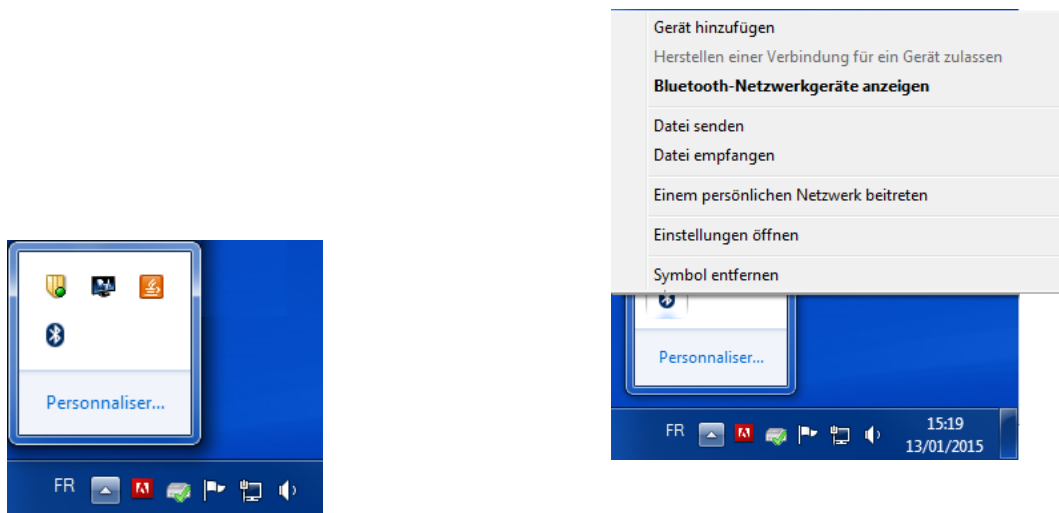 Personnaliser...
FR
Gerät hinzufügen
Herstellen einer Verbindung für ein Gerät zulassen
Bluetooth-Netzwerkgeräte anzeigen
Datei senden
Datei empfangen
Einem persönlichen Netzwerk beitreten
Einstellungen öffnen
Symbol entfernen
Personnaliser...
FR
15:19
13/01/2015